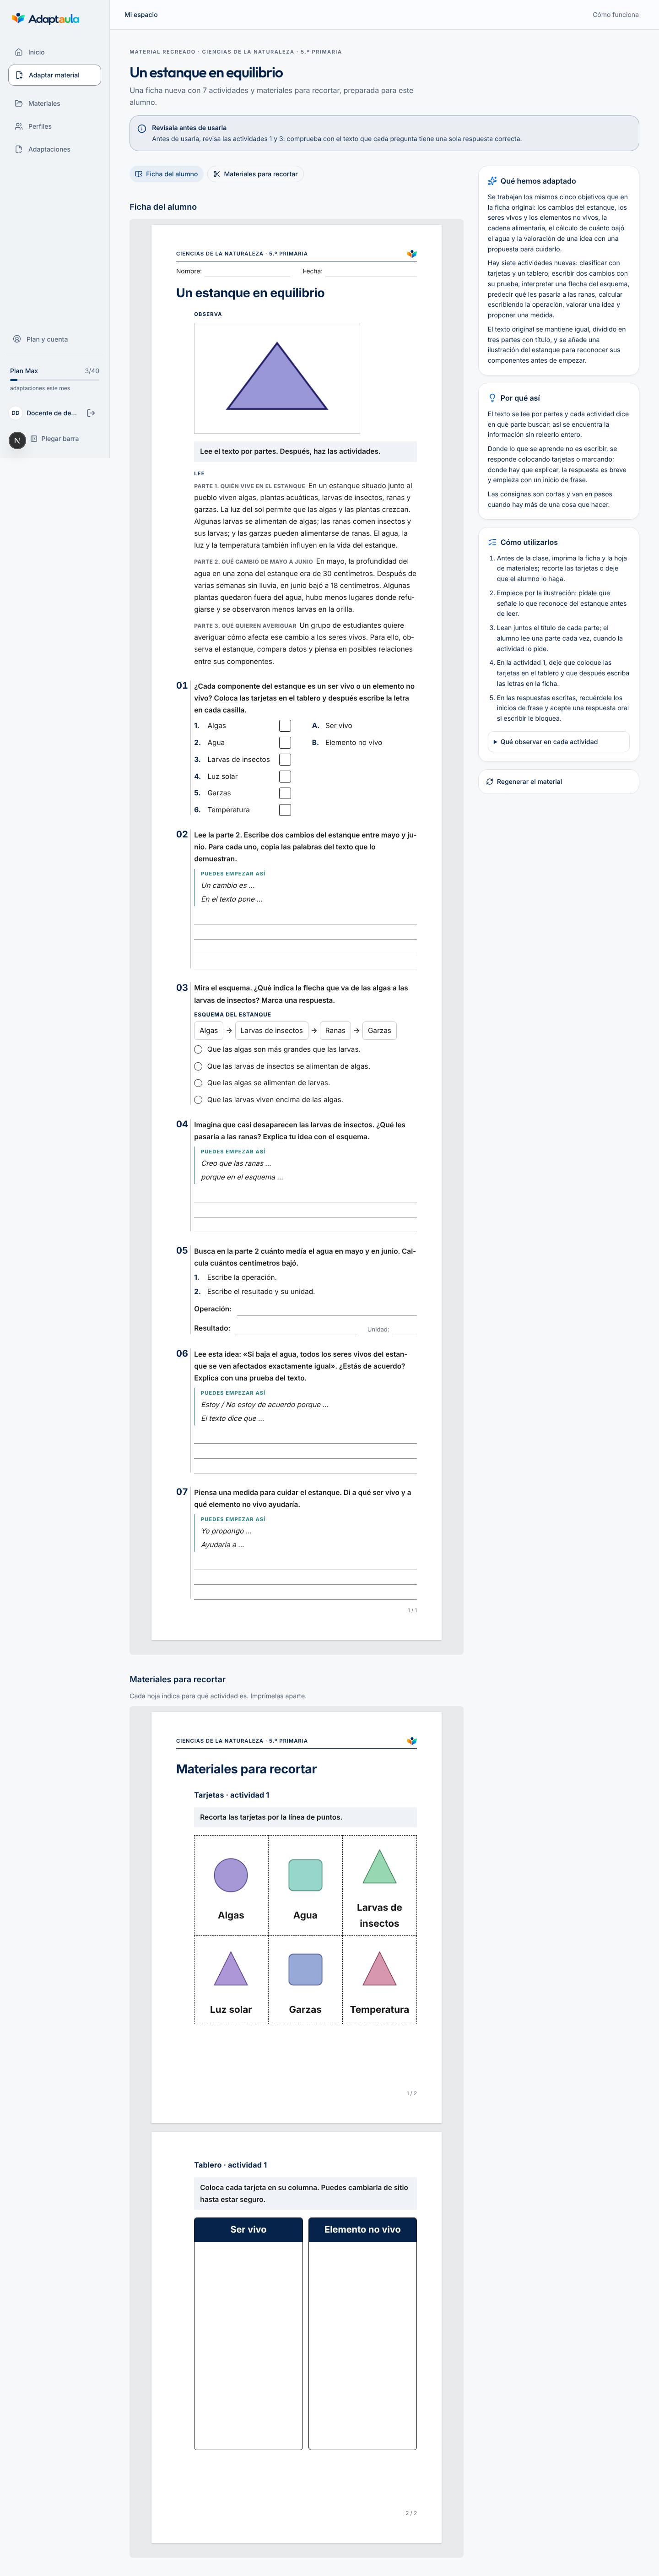 Adaptaula
Inicio
Adaptar material
Materiales
Perfiles
Adaptaciones
Plan y cuenta
Plan Max 3/40
adaptaciones este mes
DD Docente de de...
N Plegar barra
Mi espacio
Cómo funciona
MATERIAL RECREADO · CIENCIAS DE LA NATURALEZA · 5.º PRIMARIA
Un estanque en equilibrio
Una ficha nueva con 7 actividades y materiales para recortar, preparada para este
alumno.
Revísala antes de usarla
Antes de usarla, revisa las actividades 1 y 3: comprueba con el texto que cada pregunta tiene una sola respuesta correcta.
Ficha del alumno
Materiales para recortar
Ficha del alumno
CIENCIAS DE LA NATURALEZA · 5.º PRIMARIA
Nombre:
Fecha:
Un estanque en equilibrio
OBSERVA
Lee el texto por partes. Después, haz las actividades.
LEE
PARTE 1. QUIÉN VIVE EN EL ESTANQUE En un estanque situado junto al
pueblo viven algas, plantas acuáticas, larvas de insectos, ranas y
garzas. La luz del sol permite que las algas y las plantas crezcan.
Algunas larvas se alimentan de algas; las ranas comen insectos y
sus larvas; y las garzas pueden alimentarse de ranas. El agua, la
luz y la temperatura también influyen en la vida del estanque.
PARTE 2. QUÉ CAMBIÓ DE MAYO A JUNIO En mayo, la profundidad del
agua en una zona del estanque era de 30 centímetros. Después de
varias semanas sin lluvia, en junio bajó a 18 centímetros. Algunas
plantas quedaron fuera del agua, hubo menos lugares donde refu-
giarse y se observaron menos larvas en la orilla.
PARTE 3. QUÉ QUIEREN AVERIGUAR Un grupo de estudiantes quiere
averiguar cómo afecta ese cambio a los seres vivos. Para ello, ob-
serva el estanque, compara datos y piensa en posibles relaciones
entre sus componentes.
01 ¿Cada componente del estanque es un ser vivo o un elemento no
vivo? Coloca las tarjetas en el tablero y después escribe la letra
en cada casilla.
1. Algas
A. Ser vivo
2. Agua
B. Elemento no vivo
3. Larvas de insectos
4. Luz solar
5. Garzas
6. Temperatura
02 Lee la parte 2. Escribe dos cambios del estanque entre mayo y ju-
nio. Para cada uno, copia las palabras del texto que lo
demuestran.
PUEDES EMPEZAR ASÍ
Un cambio es ...
En el texto pone ...
03 Mira el esquema. ¿Qué indica la flecha que va de las algas a las
larvas de insectos? Marca una respuesta.
ESQUEMA DEL ESTANQUE
Algas → Larvas de insectos → Ranas → Garzas
Que las algas son más grandes que las larvas.
Que las larvas de insectos se alimentan de algas.
Que las algas se alimentan de larvas.
Que las larvas viven encima de las algas.
04 Imagina que casi desaparecen las larvas de insectos. ¿Qué les
pasaría a las ranas? Explica tu idea con el esquema.
PUEDES EMPEZAR ASÍ
Creo que las ranas ...
porque en el esquema ...
05 Busca en la parte 2 cuánto medía el agua en mayo y en junio. Cal-
cula cuántos centímetros bajó.
1. Escribe la operación.
2. Escribe el resultado y su unidad.
Operación:
Resultado:
Unidad:
06 Lee esta idea: «Si baja el agua, todos los seres vivos del estan-
que se ven afectados exactamente igual». ¿Estás de acuerdo?
Explica con una prueba del texto.
PUEDES EMPEZAR ASÍ
Estoy / No estoy de acuerdo porque ...
El texto dice que ...
07 Piensa una medida para cuidar el estanque. Di a qué ser vivo y a
qué elemento no vivo ayudaría.
PUEDES EMPEZAR ASÍ
Yo propongo ...
Ayudaría a ...
1 / 1
Materiales para recortar
Cada hoja indica para qué actividad es. Imprímelas aparte.
CIENCIAS DE LA NATURALEZA · 5.º PRIMARIA
Materiales para recortar
Tarjetas · actividad 1
Recorta las tarjetas por la línea de puntos.
Algas
Agua
Larvas de
insectos
Luz solar
Garzas
Temperatura
1 / 2
Tablero · actividad 1
Coloca cada tarjeta en su columna. Puedes cambiarla de sitio
hasta estar seguro.
Ser vivo
Elemento no vivo
2 / 2
Qué hemos adaptado
Se trabajan los mismos cinco objetivos que en
la ficha original: los cambios del estanque, los
seres vivos y los elementos no vivos, la
cadena alimentaria, el cálculo de cuánto bajó
el agua y la valoración de una idea con una
propuesta para cuidarlo.
Hay siete actividades nuevas: clasificar con
tarjetas y un tablero, escribir dos cambios con
su prueba, interpretar una flecha del esquema,
predecir qué les pasaría a las ranas, calcular
escribiendo la operación, valorar una idea y
proponer una medida.
El texto original se mantiene igual, dividido en
tres partes con título, y se añade una
ilustración del estanque para reconocer sus
componentes antes de empezar.
Por qué así
El texto se lee por partes y cada actividad dice
en qué parte buscar: así se encuentra la
información sin releerlo entero.
Donde lo que se aprende no es escribir, se
responde colocando tarjetas o marcando;
donde hay que explicar, la respuesta es breve
y empieza con un inicio de frase.
Las consignas son cortas y van en pasos
cuando hay más de una cosa que hacer.
Cómo utilizarlos
1. Antes de la clase, imprima la ficha y la hoja
de materiales; recorte las tarjetas o deje
que el alumno lo haga.
2. Empiece por la ilustración: pídale que
señale lo que reconoce del estanque antes
de leer.
3. Lean juntos el título de cada parte; el
alumno lee una parte cada vez, cuando la
actividad lo pide.
4. En la actividad 1, deje que coloque las
tarjetas en el tablero y que después escriba
las letras en la ficha.
5. En las respuestas escritas, recuérdele los
inicios de frase y acepte una respuesta oral
si escribir le bloquea.
Qué observar en cada actividad
Regenerar el material